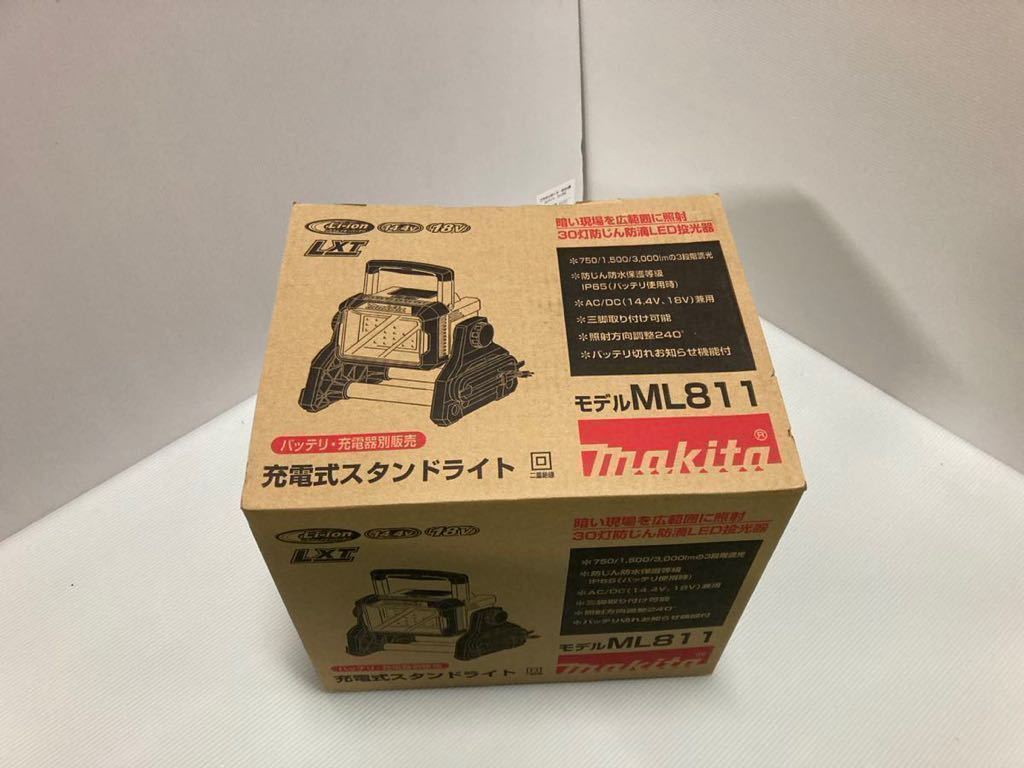 Li-ion 14.4V 18V
LXT
暗い現場を広範囲に照射
30灯防じん防滴LED投光器
＊750/1,500/3,000lmの3段階調光
＊防じん防水保護等級
IP65(バッテリ使用時)
＊AC/DC(14.4V、18V)兼用
＊三脚取り付け可能
＊照射方向調整240°
＊バッテリ切れお知らせ機能付
モデルML811
makita®
バッテリ・充電器別販売
充電式スタンドライト
二重絶縁
Li-ion 14.4V 18V
LXT
暗い現場を広範囲に照射
30灯防じん防滴LED投光器
＊750/1,500/3,000lmの3段階調光
＊防じん防水保護等級
IP65(バッテリ使用時)
＊AC/DC(14.4V、18V)兼用
＊三脚取り付け可能
＊照射方向調整240°
＊バッテリ切れお知らせ機能付
モデルML811
makita®
バッテリ・充電器別販売
充電式スタンドライト